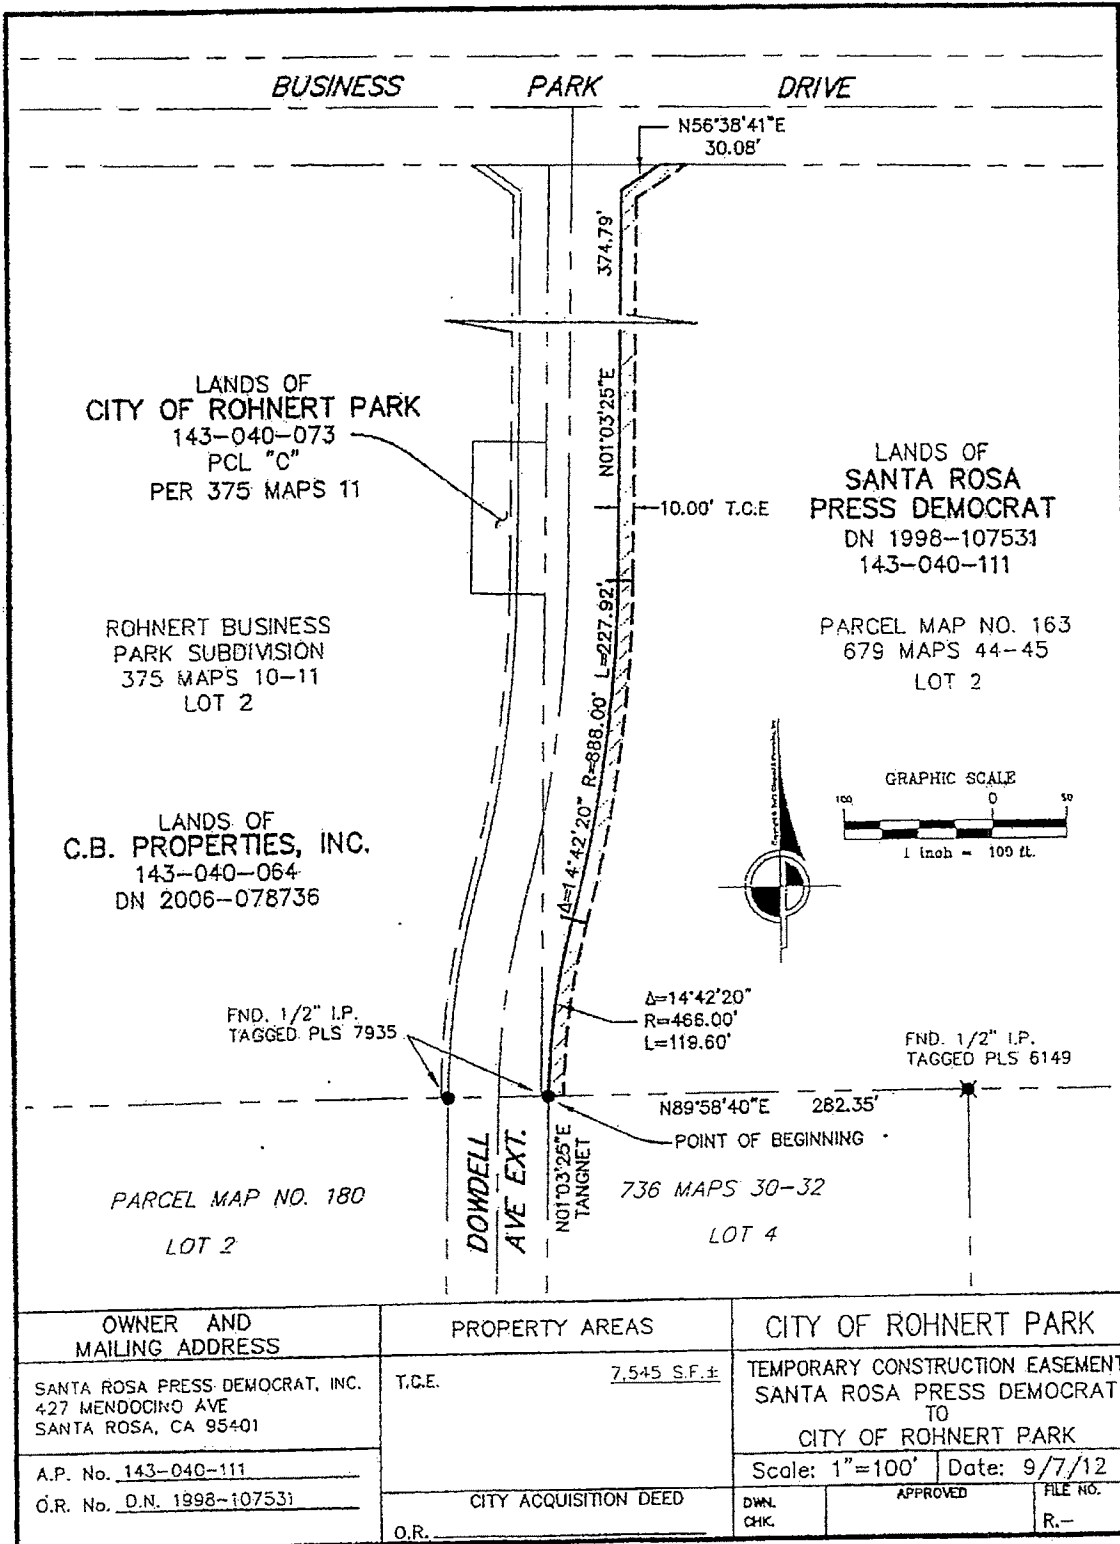 BUSINESS PARK DRIVE
N56°38'41"E
30.08'
374.79'
N01°03'25"E
LANDS OF
CITY OF ROHNERT PARK
143-040-073
PCL "C"
PER 375 MAPS 11
LANDS OF
SANTA ROSA
PRESS DEMOCRAT
DN 1998-107531
143-040-111
10.00' T.C.E
ROHNERT BUSINESS
PARK SUBDIVISION
375 MAPS 10-11
LOT 2
PARCEL MAP NO. 163
679 MAPS 44-45
LOT 2
Δ=14°42'20" R=888.00' L=227.92'
GRAPHIC SCALE
100 0 50
1 inch = 100 ft.
LANDS OF
C.B. PROPERTIES, INC.
143-040-064
DN 2006-078736
FND. 1/2" I.P.
TAGGED PLS 7935
Δ=14°42'20"
R=466.00'
L=119.60'
FND. 1/2" I.P.
TAGGED PLS 6149
N89°58'40"E 282.35'
POINT OF BEGINNING
N01°03'25"E
TANGNET
DOWDELL
AVE EXT.
PARCEL MAP NO. 180
LOT 2
736 MAPS 30-32
LOT 4
OWNER AND
MAILING ADDRESS
SANTA ROSA PRESS DEMOCRAT, INC.
427 MENDOCINO AVE
SANTA ROSA, CA 95401
A.P. No. 143-040-111
O.R. No. D.N. 1998-107531
PROPERTY AREAS
T.C.E. 7,545 S.F.±
CITY ACQUISITION DEED
O.R.
CITY OF ROHNERT PARK
TEMPORARY CONSTRUCTION EASEMENT
SANTA ROSA PRESS DEMOCRAT
TO
CITY OF ROHNERT PARK
Scale: 1"=100' Date: 9/7/12
DWN.
CHK.
APPROVED
FILE NO.
R.-